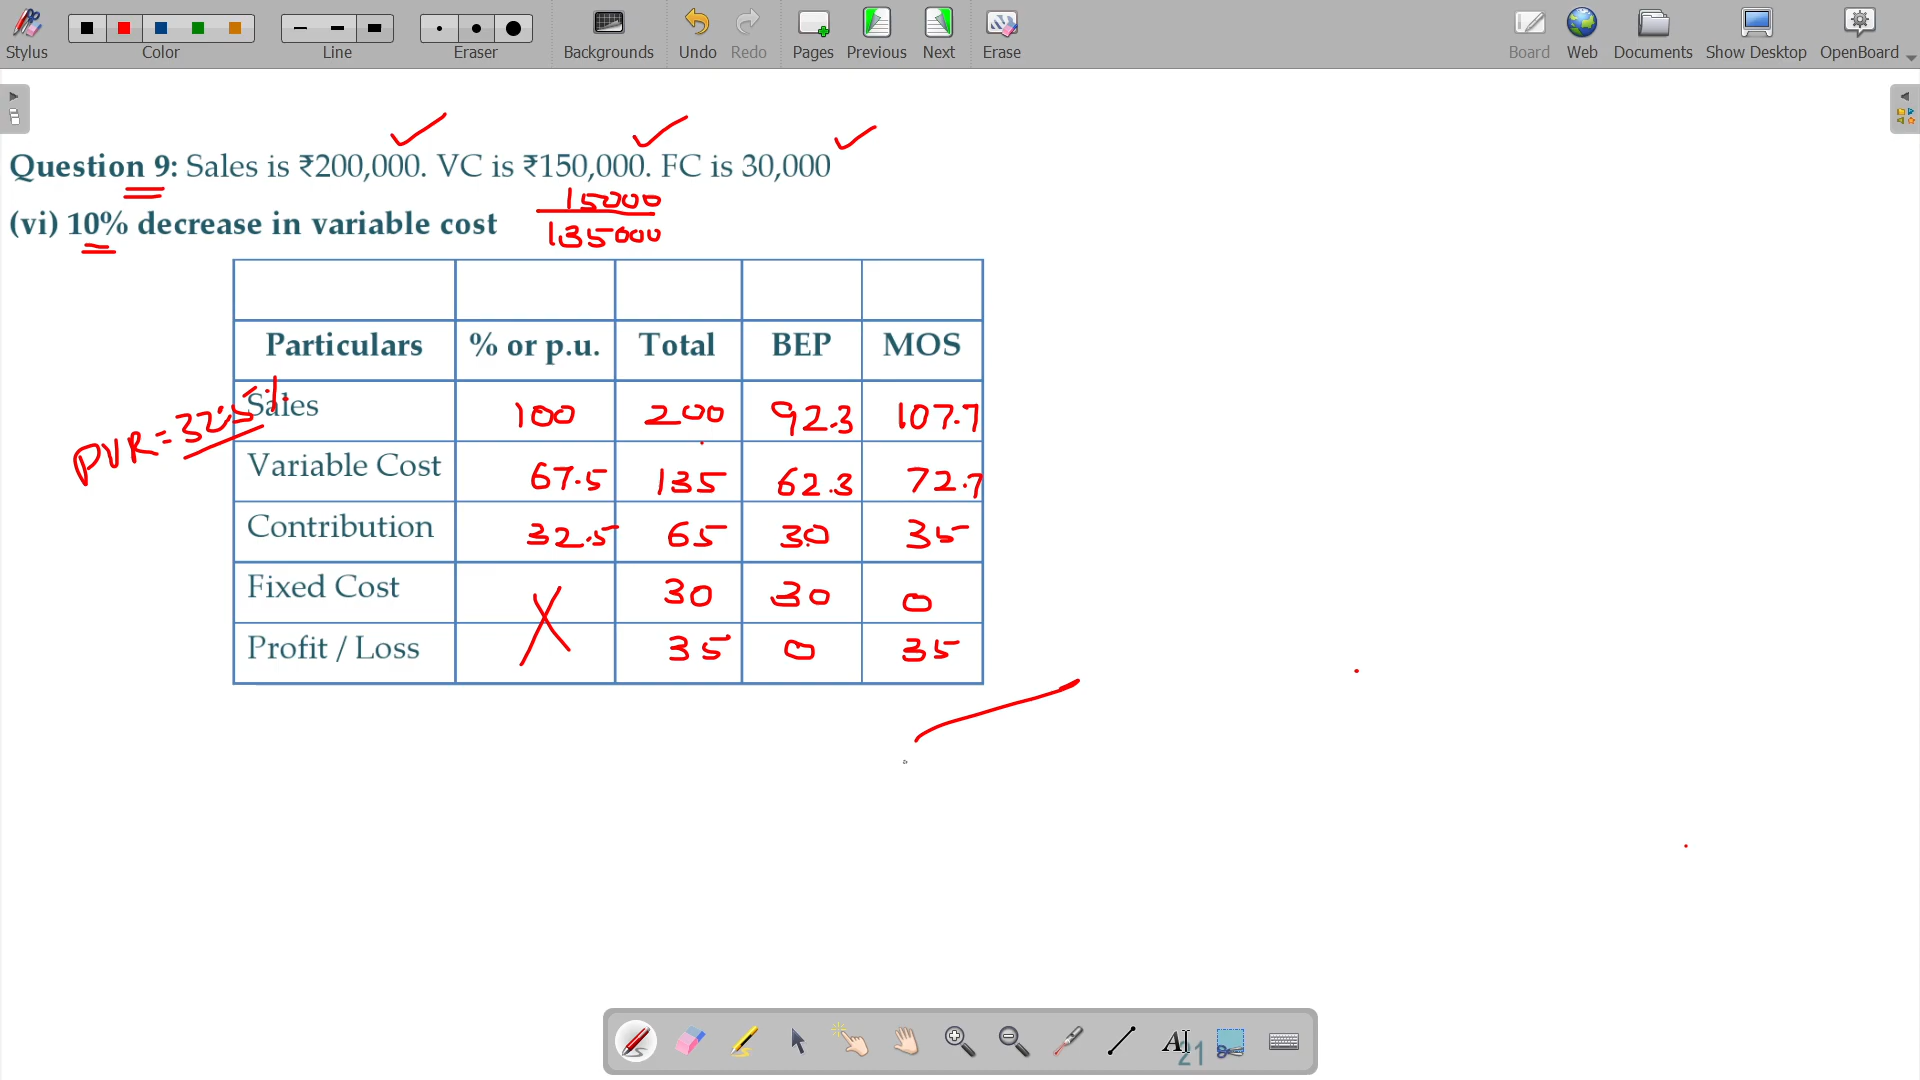 Stylus Color Line Eraser Backgrounds Undo Redo Pages Previous Next Erase Board Web Documents Show Desktop OpenBoard
Question 9: Sales is ₹200,000. VC is ₹150,000. FC is 30,000
15000
(vi) 10% decrease in variable cost 135000
Particulars % or p.u. Total BEP MOS
PVR = 32.5%
Sales 100 200 92.3 107.7
Variable Cost 67.5 135 62.3 72.7
Contribution 32.5 65 30 35
Fixed Cost 30 30 0
Profit / Loss X 35 0 35
AI 21